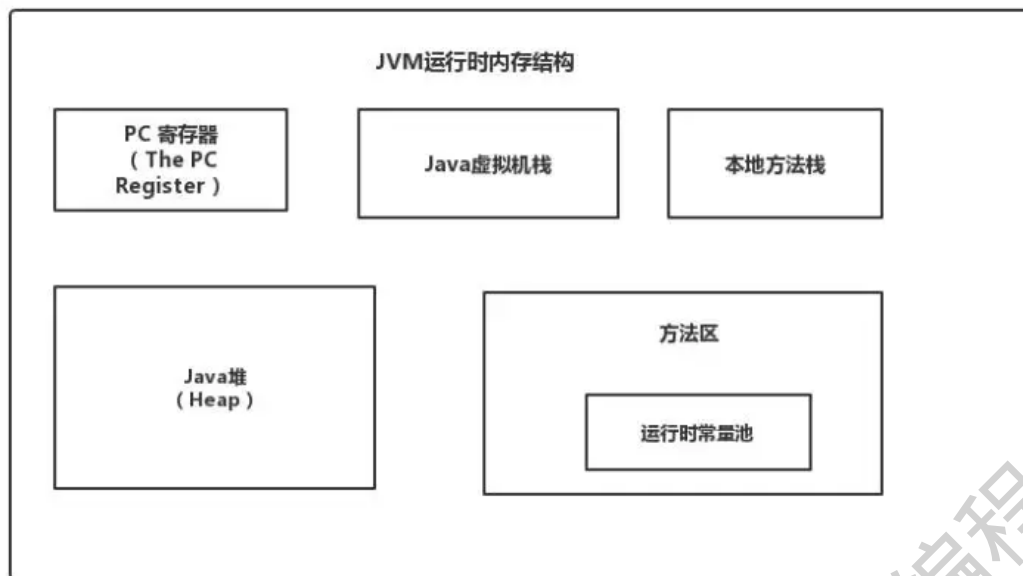 JVM运行时内存结构
PC 寄存器
（The PC
Register）
Java虚拟机栈
本地方法栈
Java堆
（Heap）
方法区
运行时常量池
编程